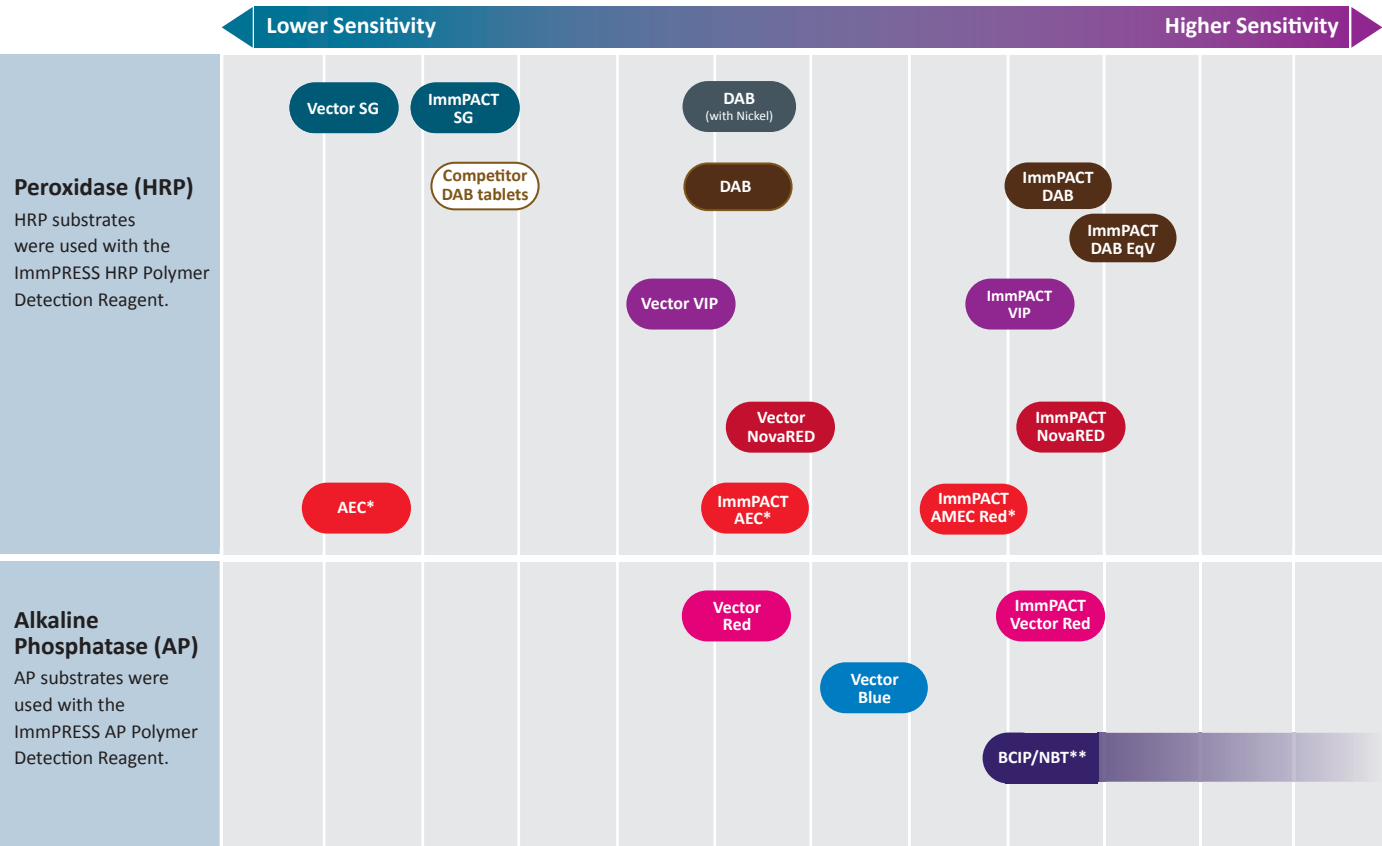 Lower Sensitivity
Higher Sensitivity
Peroxidase (HRP)
HRP substrates
were used with the
ImmPRESS HRP Polymer
Detection Reagent.
Vector SG
ImmPACT
SG
DAB
(with Nickel)
Competitor
DAB tablets
DAB
ImmPACT
DAB
ImmPACT
DAB EqV
Vector VIP
ImmPACT
VIP
Vector
NovaRED
ImmPACT
NovaRED
AEC*
ImmPACT
AEC*
ImmPACT
AMEC Red*
Alkaline
Phosphatase (AP)
AP substrates were
used with the
ImmPRESS AP Polymer
Detection Reagent.
Vector
Red
ImmPACT
Vector Red
Vector
Blue
BCIP/NBT**